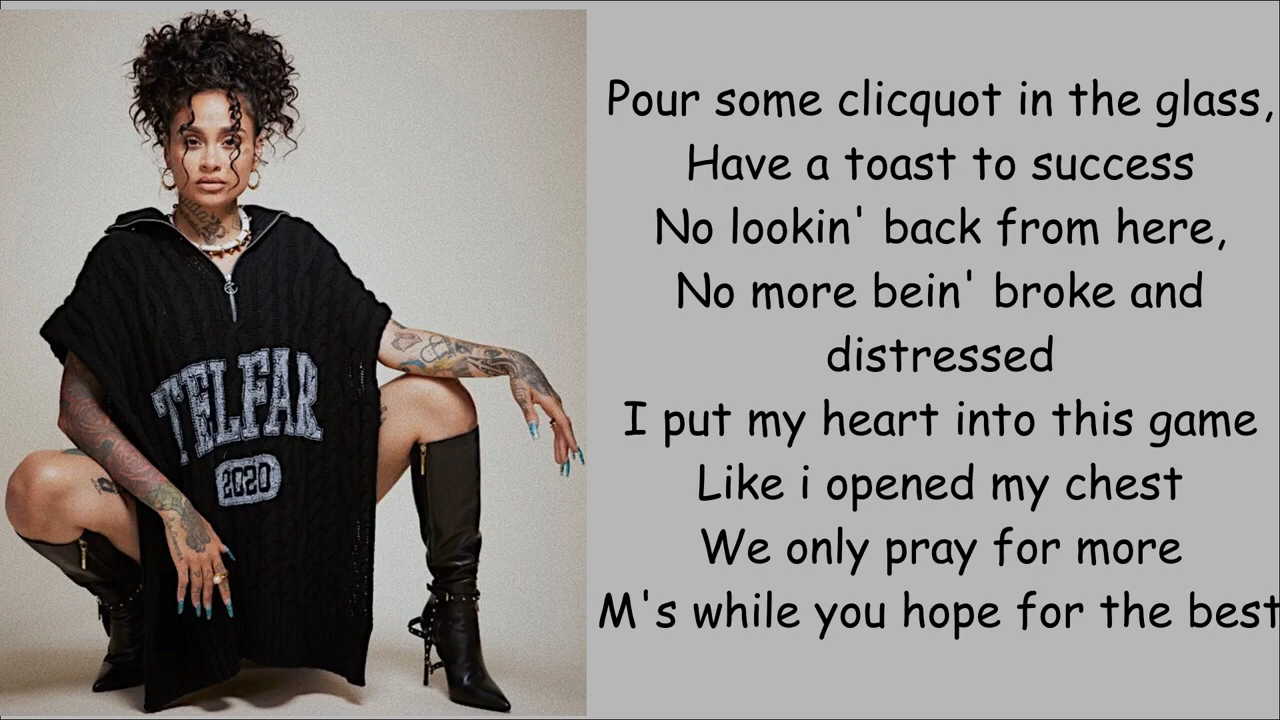 TELFAR
2020
Pour some clicquot in the glass,
Have a toast to success
No lookin' back from here,
No more bein' broke and
distressed
I put my heart into this game
Like i opened my chest
We only pray for more
M's while you hope for the best